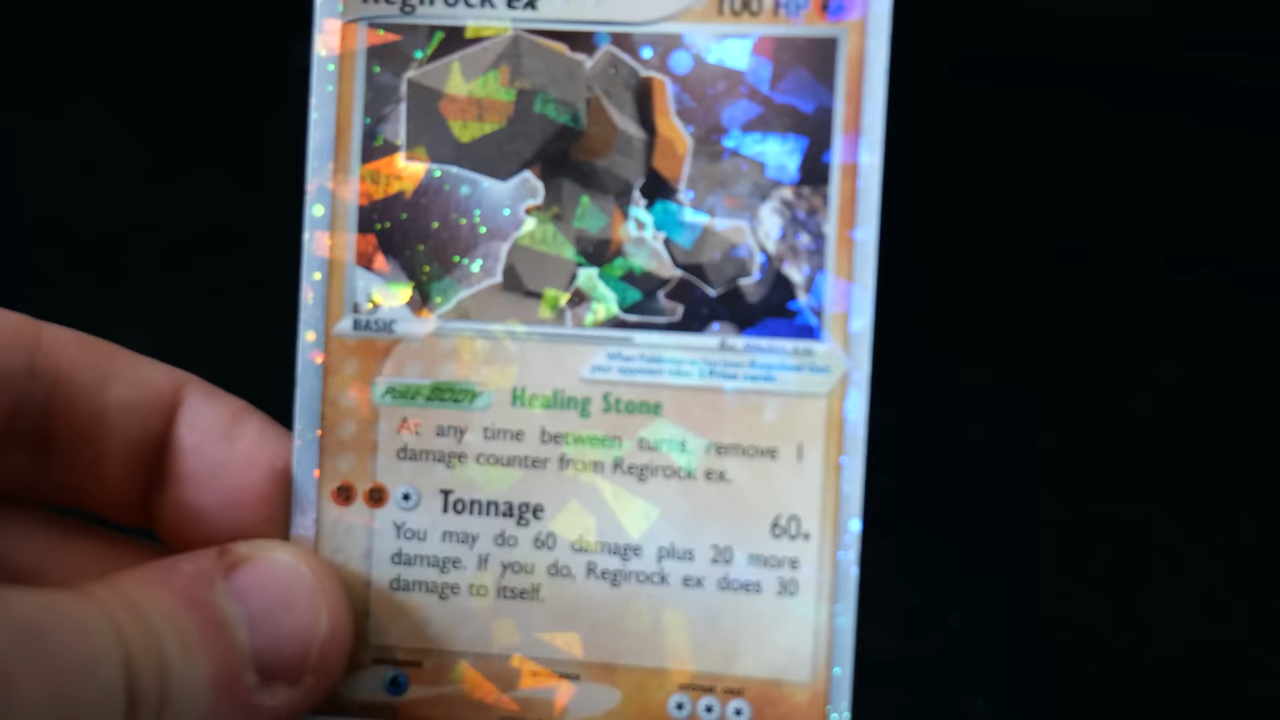 Regirock ex 100 HP
BASIC
Poké-BODY Healing Stone
At any time between turns, remove 1
damage counter from Regirock ex.
Tonnage 60+
You may do 60 damage plus 20 more
damage. If you do, Regirock ex does 30
damage to itself.